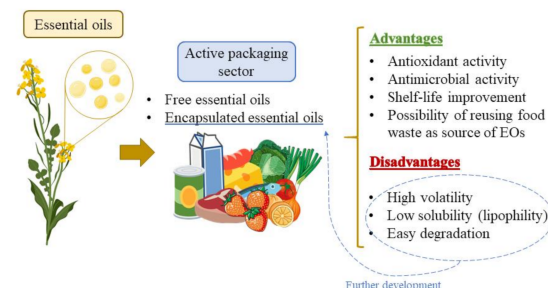 Essential oils
Active packaging
sector
• Free essential oils
• Encapsulated essential oils
Advantages
• Antioxidant activity
• Antimicrobial activity
• Shelf-life improvement
• Possibility of reusing food
waste as source of EOs
Disadvantages
• High volatility
• Low solubility (lipophility)
• Easy degradation
Further development